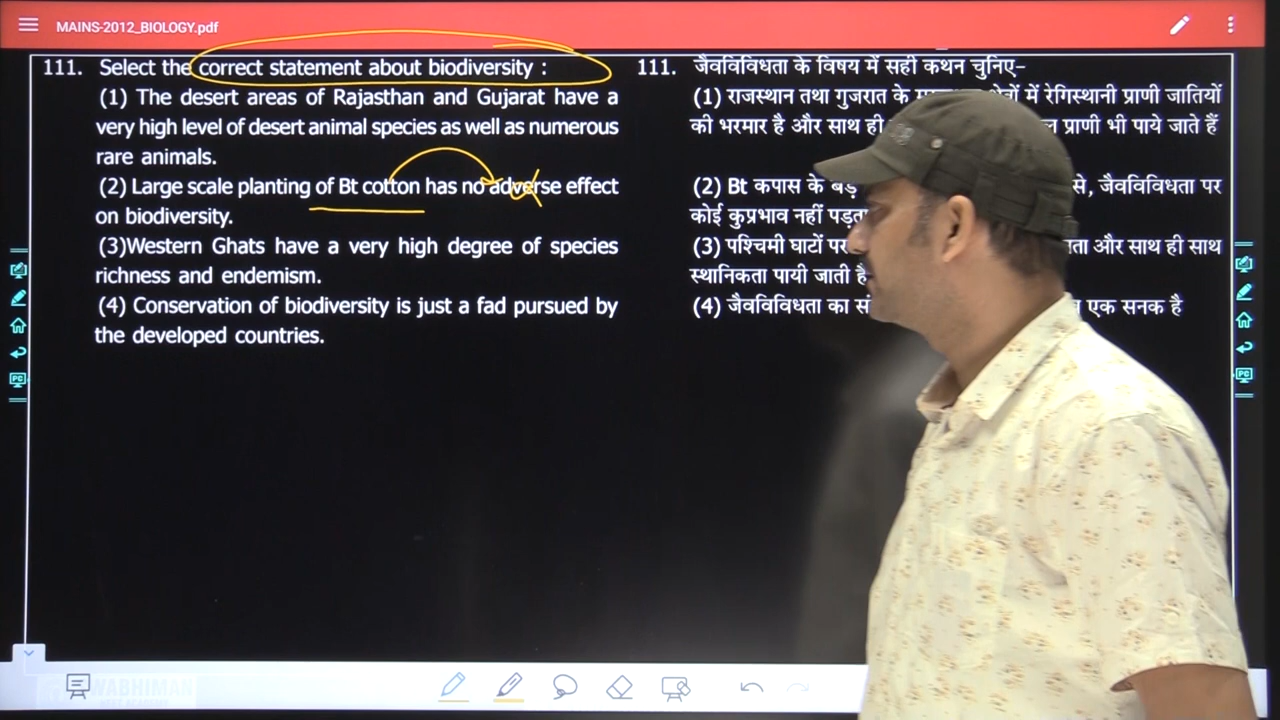 MAINS-2012_BIOLOGY.pdf
111. Select the correct statement about biodiversity :
(1) The desert areas of Rajasthan and Gujarat have a
very high level of desert animal species as well as numerous
rare animals.
(2) Large scale planting of Bt cotton has no adverse effect
on biodiversity.
(3)Western Ghats have a very high degree of species
richness and endemism.
(4) Conservation of biodiversity is just a fad pursued by
the developed countries.
111. जैवविविधता के विषय में सही कथन चुनिए–
(1) राजस्थान तथा गुजरात के में रेगिस्थानी प्राणी जातियों
की भरमार है और साथ ही प्राणी भी पाये जाते हैं
(2) Bt कपास के से, जैवविविधता पर
कोई कुप्रभाव नहीं
(3) पश्चिमी घाटों और साथ ही साथ
स्थानिकता पायी जाती
(4) जैवविविधता का एक सनक है
PC
PC